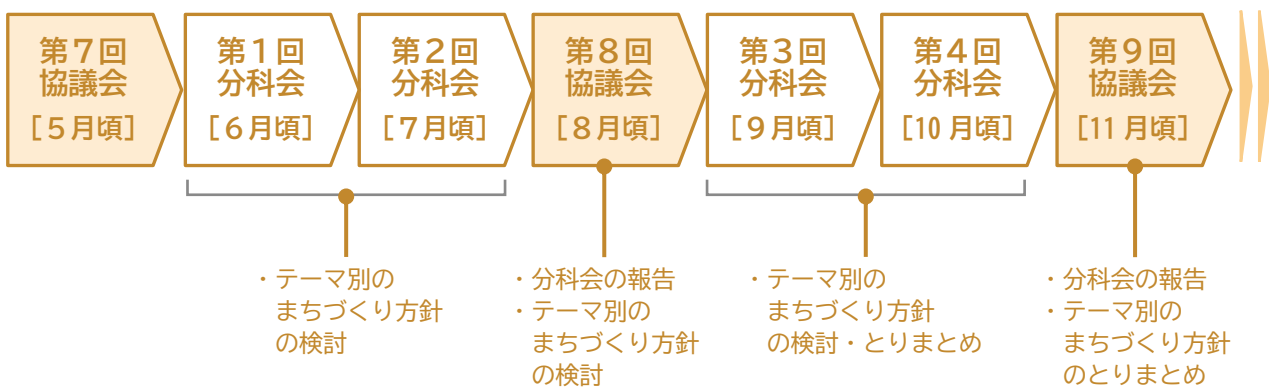 第７回
協議会
［５月頃］
第１回
分科会
［６月頃］
第２回
分科会
［７月頃］
第８回
協議会
［８月頃］
第３回
分科会
［９月頃］
第４回
分科会
［10 月頃］
第９回
協議会
［11 月頃］
・テーマ別の
まちづくり方針
の検討
・分科会の報告
・テーマ別の
まちづくり方針
の検討
・テーマ別の
まちづくり方針
の検討・とりまとめ
・分科会の報告
・テーマ別の
まちづくり方針
のとりまとめ